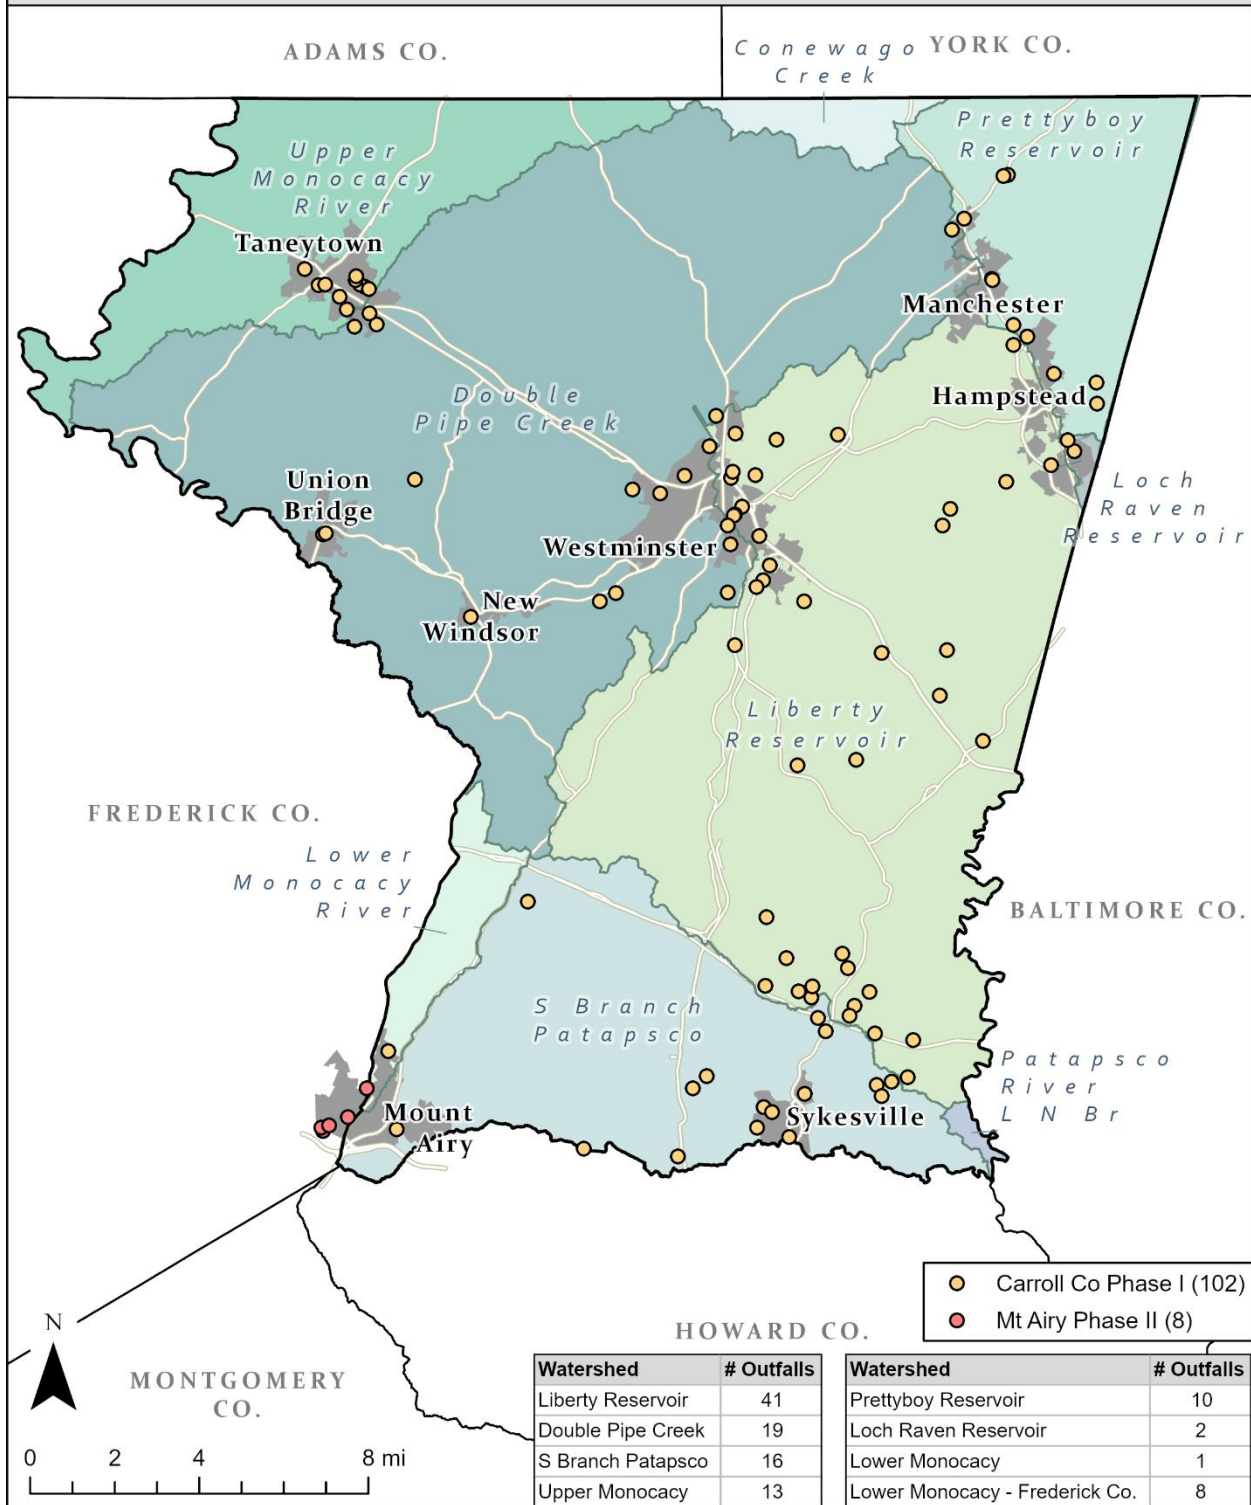 ADAMS CO.
YORK CO.
Conewago
Creek
Prettyboy
Reservoir
Upper
Monocacy
River
Taneytown
Manchester
Hampstead
Double
Pipe Creek
Union
Bridge
Loch
Raven
Reservoir
Westminster
New
Windsor
Liberty
Reservoir
FREDERICK CO.
Lower
Monocacy
River
BALTIMORE CO.
S Branch
Patapsco
Patapsco
River
L N Br
Mount
Airy
Sykesville
Carroll Co Phase I (102)
Mt Airy Phase II (8)
N
HOWARD CO.
MONTGOMERY
CO.
0 2 4 8 mi
Watershed # Outfalls
Liberty Reservoir 41
Double Pipe Creek 19
S Branch Patapsco 16
Upper Monocacy 13
Watershed # Outfalls
Prettyboy Reservoir 10
Loch Raven Reservoir 2
Lower Monocacy 1
Lower Monocacy - Frederick Co. 8